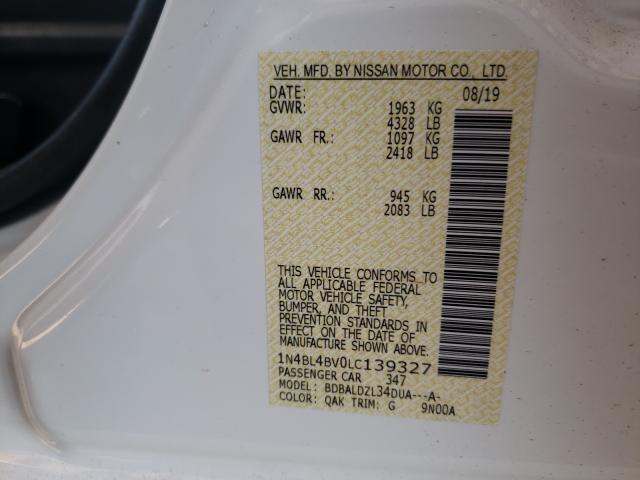 VEH. MFD. BY NISSAN MOTOR CO., LTD.
DATE: 08/19
GVWR: 1963 KG
4328 LB
GAWR FR: 1097 KG
2418 LB
GAWR RR: 945 KG
2083 LB
THIS VEHICLE CONFORMS TO
ALL APPLICABLE FEDERAL
MOTOR VEHICLE SAFETY,
BUMPER, AND THEFT
PREVENTION STANDARDS IN
EFFECT ON THE DATE OF
MANUFACTURE SHOWN ABOVE.
1N4BL4BV0LC139327
PASSENGER CAR 347
MODEL: BDBALDZL34DUA---A-
COLOR: QAK TRIM: G 9N00A